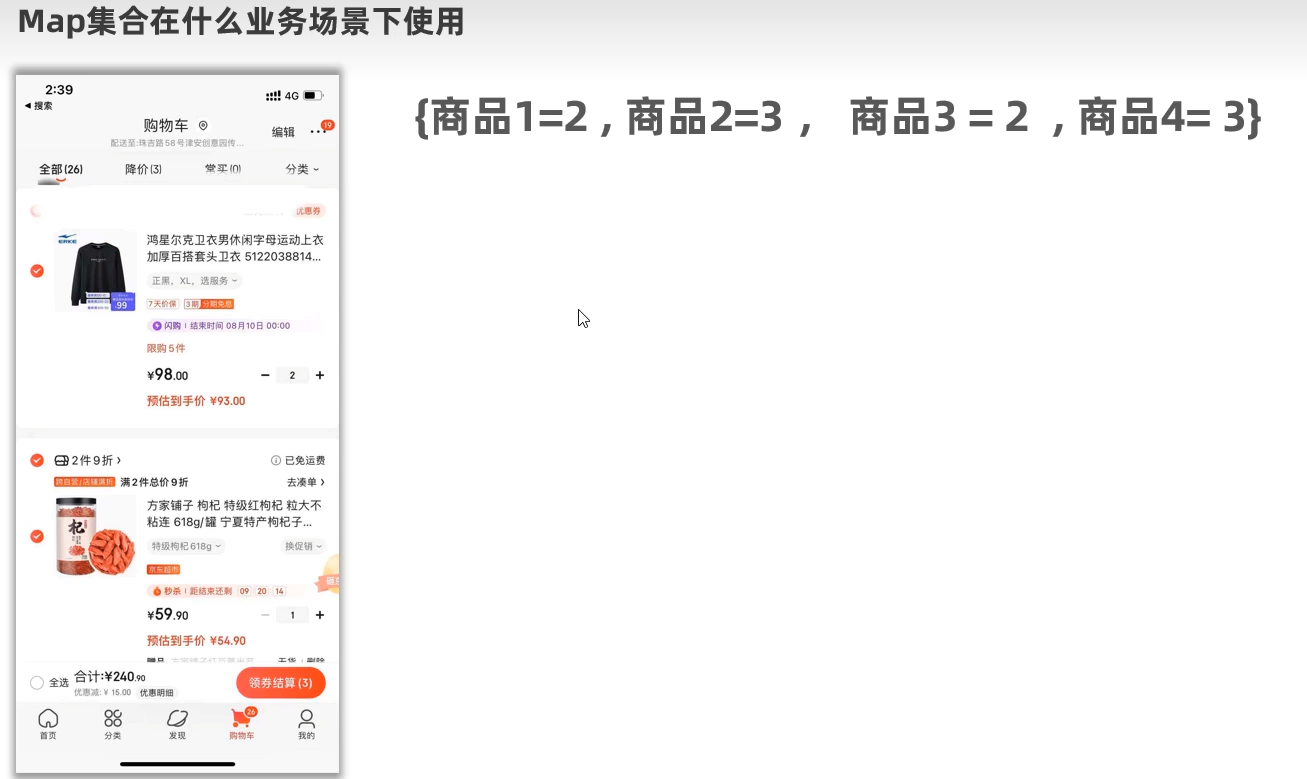 Map集合在什么业务场景下使用
{商品1=2 , 商品2=3 ， 商品3 = 2 , 商品4= 3}
2:39
4G
◀ 搜索
购物车
编辑
19
配送至:珠吉路58号津安创意园传...
全部(26)
降价(3)
常买(0)
分类
优惠券
ERKE
鸿星尔克卫衣男休闲字母运动上衣
加厚百搭套头卫衣 5122038814...
正黑，XL，选服务
99
7天价保
3期
分期免息
闪购
结束时间 08月10日 00:00
限购5件
¥98.00
2
预估到手价 ¥93.00
2件9折
已免运费
满2件总价9折
去凑单
方家铺子 枸杞 特级红枸杞 粒大不
粘连 618g/罐 宁夏特产枸杞子...
杞
特级枸杞618g
换促销
京东超市
秒杀
距结束还剩 09 20 14
¥59.90
1
预估到手价 ¥54.90
全选
合计:¥240.90
优惠减: ¥ 15.00
优惠明细
领券结算(3)
26
首页
分类
发现
购物车
我的